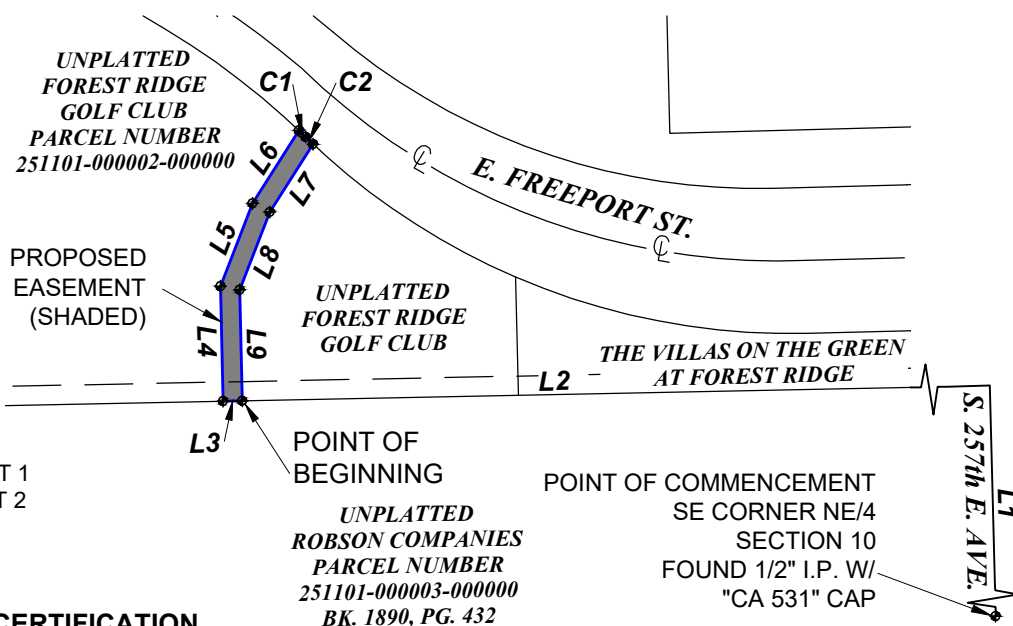 UNPLATTED
FOREST RIDGE
GOLF CLUB
PARCEL NUMBER
251101-000002-000000
C1
C2
L6
L7
E. FREEPORT ST.
L5
L8
PROPOSED
EASEMENT
(SHADED)
UNPLATTED
FOREST RIDGE
GOLF CLUB
L4
L9
THE VILLAS ON THE GREEN
AT FOREST RIDGE
L2
L3
POINT OF
BEGINNING
S. 257th E. AVE.
L1
T 1
T 2
UNPLATTED
ROBSON COMPANIES
PARCEL NUMBER
251101-000003-000000
BK. 1890, PG. 432
POINT OF COMMENCEMENT
SE CORNER NE/4
SECTION 10
FOUND 1/2" I.P. W/
"CA 531" CAP
CERTIFICATION